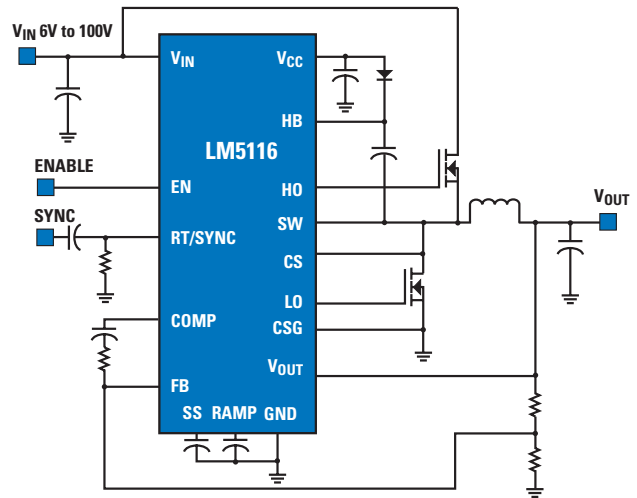 VIN 6V to 100V
ENABLE
SYNC
VIN
EN
RT/SYNC
COMP
FB
LM5116
VCC
HB
HO
SW
CS
LO
CSG
VOUT
SS RAMP GND
VOUT